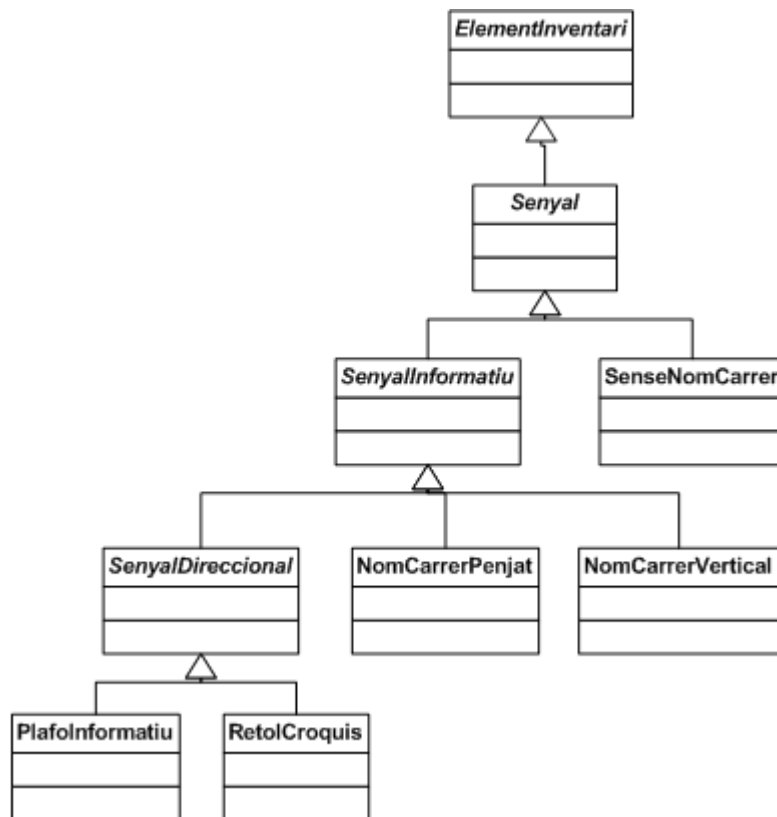 ElementInventari
Senyal
SenyalInformatiu
SenseNomCarrer
SenyalDireccional
NomCarrerPenjat
NomCarrerVertical
PlafoInformatiu
RetolCroquis